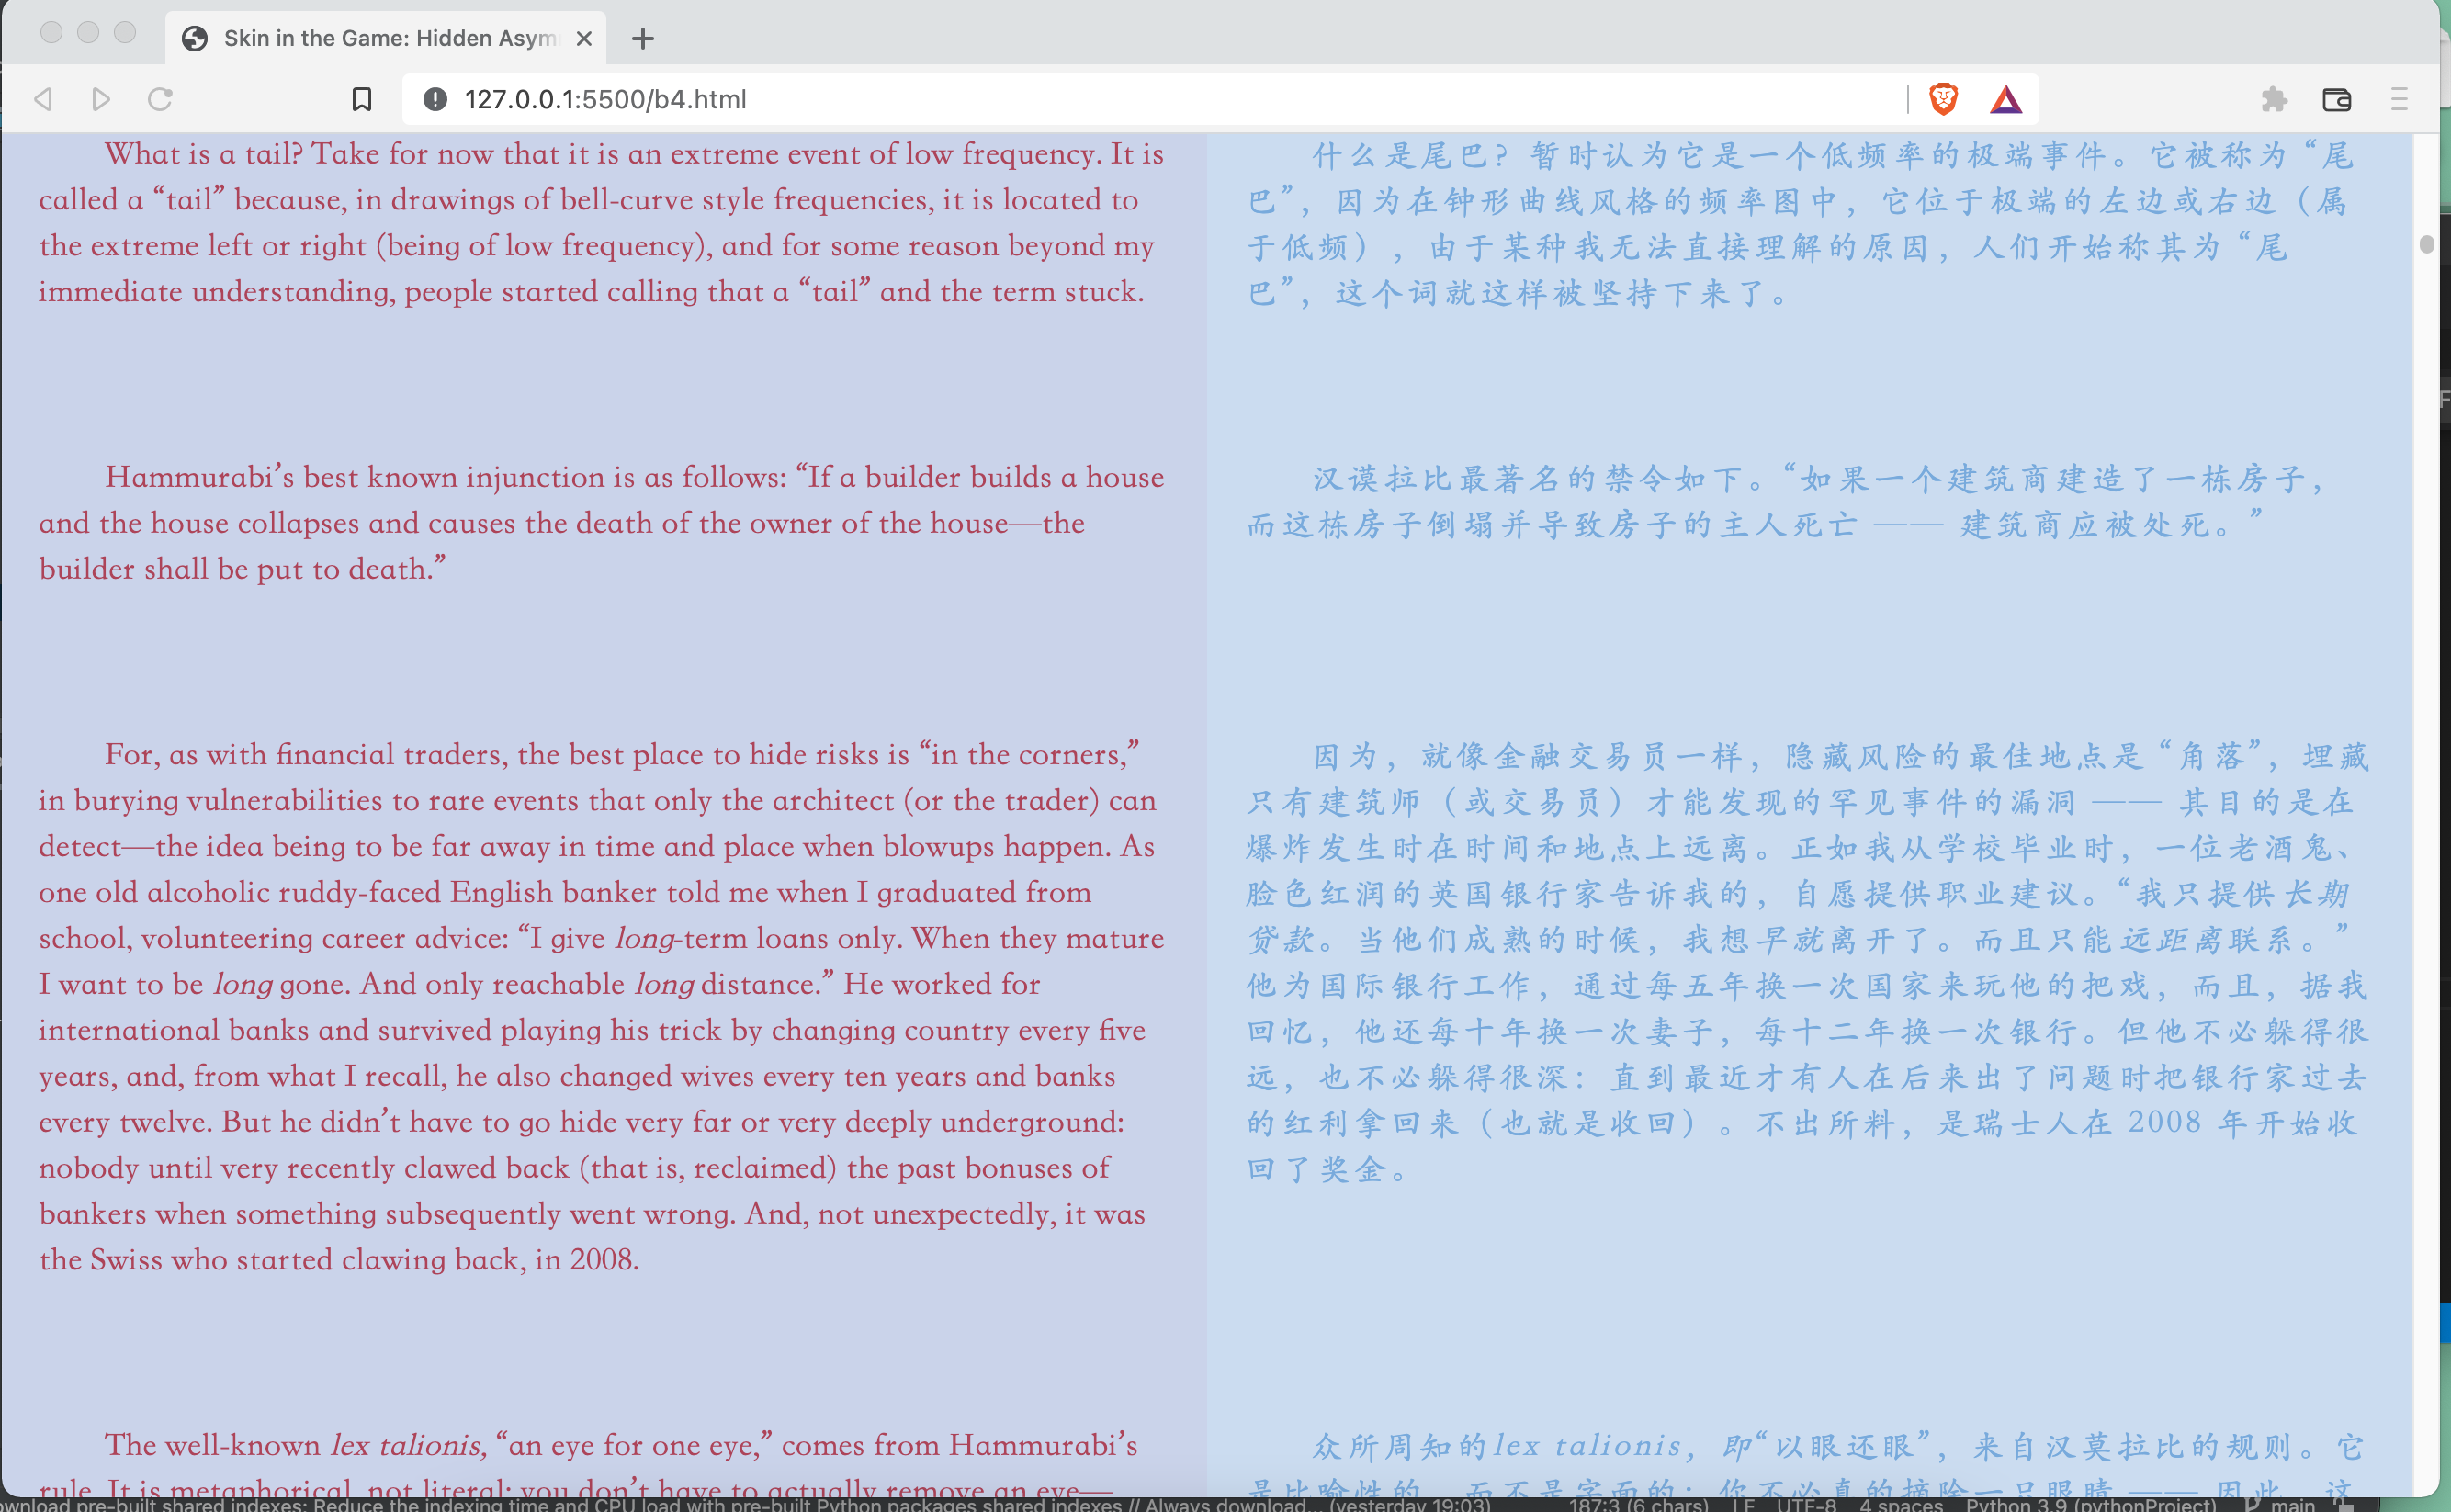 Skin in the Game: Hidden Asym
127.0.0.1:5500/b4.html
What is a tail? Take for now that it is an extreme event of low frequency. It is
called a “tail” because, in drawings of bell-curve style frequencies, it is located to
the extreme left or right (being of low frequency), and for some reason beyond my
immediate understanding, people started calling that a “tail” and the term stuck.
Hammurabi’s best known injunction is as follows: “If a builder builds a house
and the house collapses and causes the death of the owner of the house—the
builder shall be put to death.”
For, as with financial traders, the best place to hide risks is “in the corners,”
in burying vulnerabilities to rare events that only the architect (or the trader) can
detect—the idea being to be far away in time and place when blowups happen. As
one old alcoholic ruddy-faced English banker told me when I graduated from
school, volunteering career advice: “I give long-term loans only. When they mature
I want to be long gone. And only reachable long distance.” He worked for
international banks and survived playing his trick by changing country every five
years, and, from what I recall, he also changed wives every ten years and banks
every twelve. But he didn’t have to go hide very far or very deeply underground:
nobody until very recently clawed back (that is, reclaimed) the past bonuses of
bankers when something subsequently went wrong. And, not unexpectedly, it was
the Swiss who started clawing back, in 2008.
The well-known lex talionis, “an eye for one eye,” comes from Hammurabi’s
rule. It is metaphorical, not literal: you don’t have to actually remove an eye—
什么是尾巴？暂时认为它是一个低频率的极端事件。它被称为“尾
巴”，因为在钟形曲线风格的频率图中，它位于极端的左边或右边（属
于低频），由于某种我无法直接理解的原因，人们开始称其为“尾
巴”，这个词就这样被坚持下来了。
汉谟拉比最著名的禁令如下。“如果一个建筑商建造了一栋房子，
而这栋房子倒塌并导致房子的主人死亡 —— 建筑商应被处死。”
因为，就像金融交易员一样，隐藏风险的最佳地点是“角落”，埋藏
只有建筑师（或交易员）才能发现的罕见事件的漏洞 —— 其目的是在
爆炸发生时在时间和地点上远离。正如我从学校毕业时，一位老酒鬼、
脸色红润的英国银行家告诉我的，自愿提供职业建议。“我只提供长期
贷款。当他们成熟的时候，我想早就离开了。而且只能远距离联系。”
他为国际银行工作，通过每五年换一次国家来玩他的把戏，而且，据我
回忆，他还每十年换一次妻子，每十二年换一次银行。但他不必躲得很
远，也不必躲得很深：直到最近才有人在后来出了问题时把银行家过去
的红利拿回来（也就是收回）。不出所料，是瑞士人在 2008 年开始收
回了奖金。
众所周知的lex talionis，即“以眼还眼”，来自汉莫拉比的规则。它
是比喻性的，而不是字面的：你不必真的摘除一只眼睛 —— 因此，这
ownload pre-built shared indexes: Reduce the indexing time and CPU load with pre-built Python packages shared indexes // Always download... (yesterday 19:03) 187:3 (6 chars) LF UTF-8 4 spaces Python 3.9 (pythonProject) main